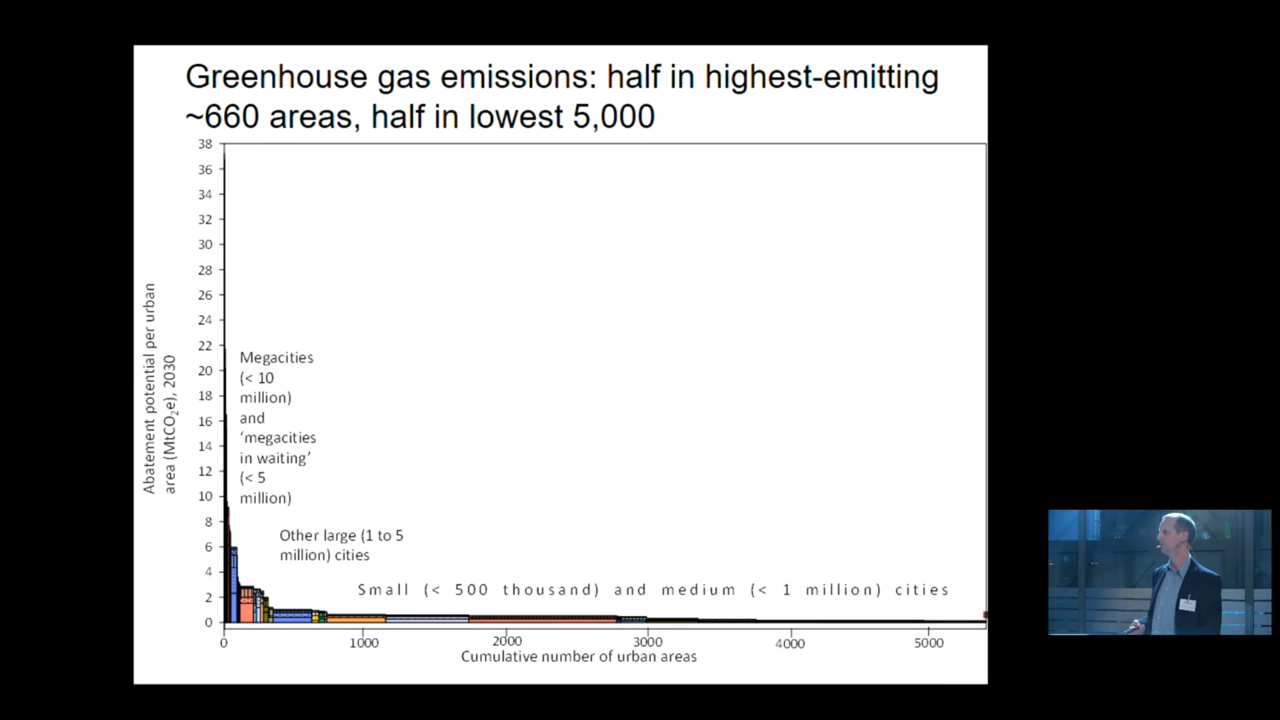 Greenhouse gas emissions: half in highest-emitting
~660 areas, half in lowest 5,000
38
36
34
32
30
28
26
24
22
20
18
16
14
12
10
8
6
4
2
0
Abatement potential per urban
area (MtCO₂e), 2030
Megacities
(< 10
million)
and
‘megacities
in waiting’
(< 5
million)
Other large (1 to 5
million) cities
Small (< 500 thousand) and medium (< 1 million) cities
0 1000 2000 3000 4000 5000
Cumulative number of urban areas